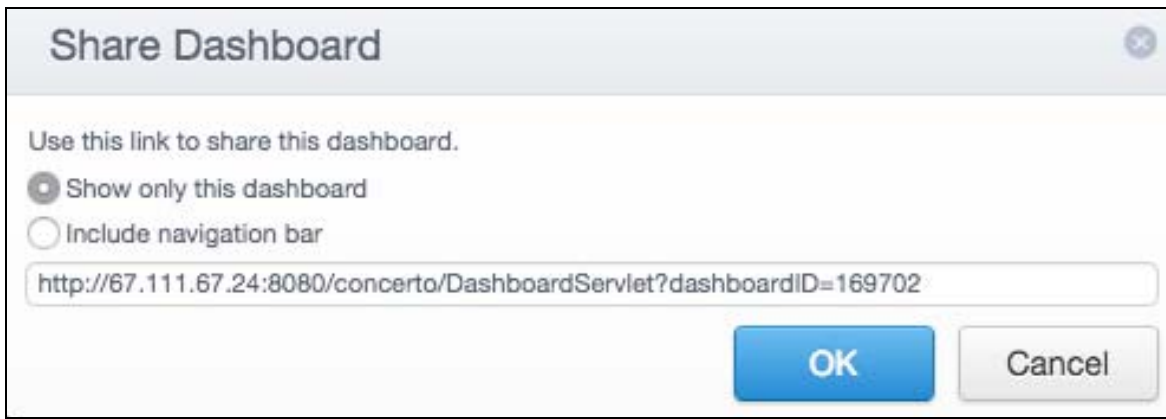 Share Dashboard
Use this link to share this dashboard.
Show only this dashboard
Include navigation bar
http://67.111.67.24:8080/concerto/DashboardServlet?dashboardID=169702
OK
Cancel